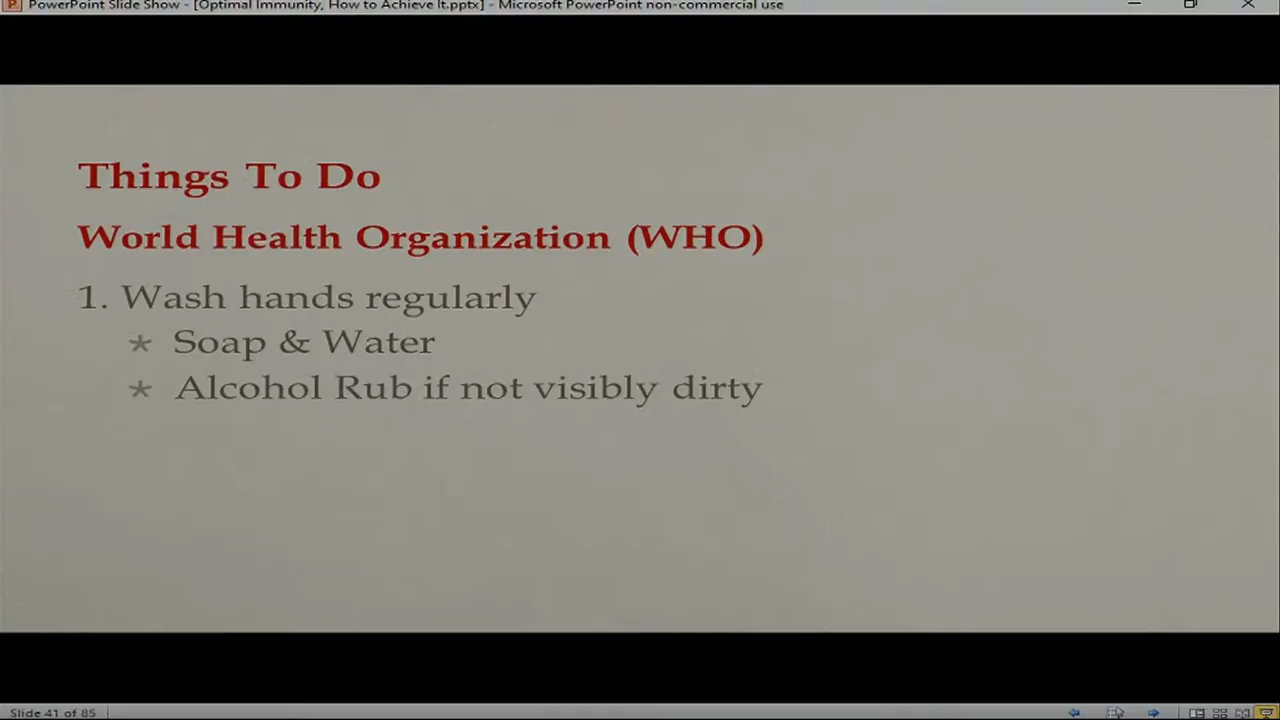 PowerPoint Slide Show - [Optimal Immunity, How to Achieve It.pptx] - Microsoft PowerPoint non-commercial use
Things To Do
World Health Organization (WHO)
1. Wash hands regularly
* Soap & Water
* Alcohol Rub if not visibly dirty
Slide 41 of 85